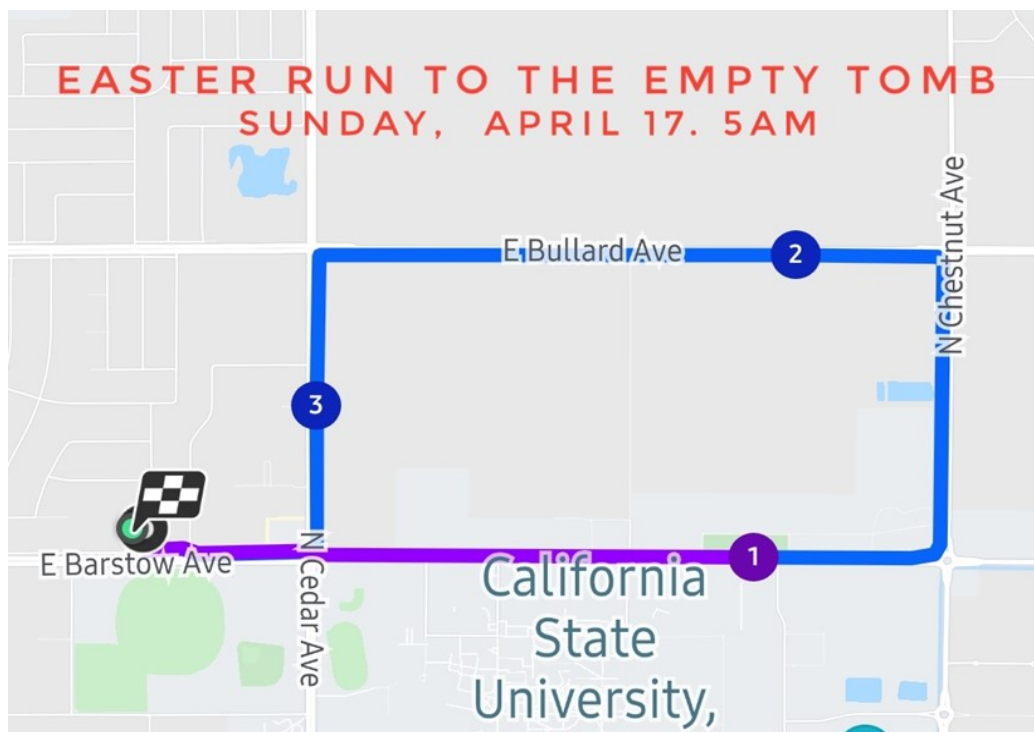 EASTER RUN TO THE EMPTY TOMB
SUNDAY, APRIL 17. 5AM
N Chestnut Ave
E Bullard Ave
2
3
E Barstow Ave
N Cedar Ave
1
California
State
University,